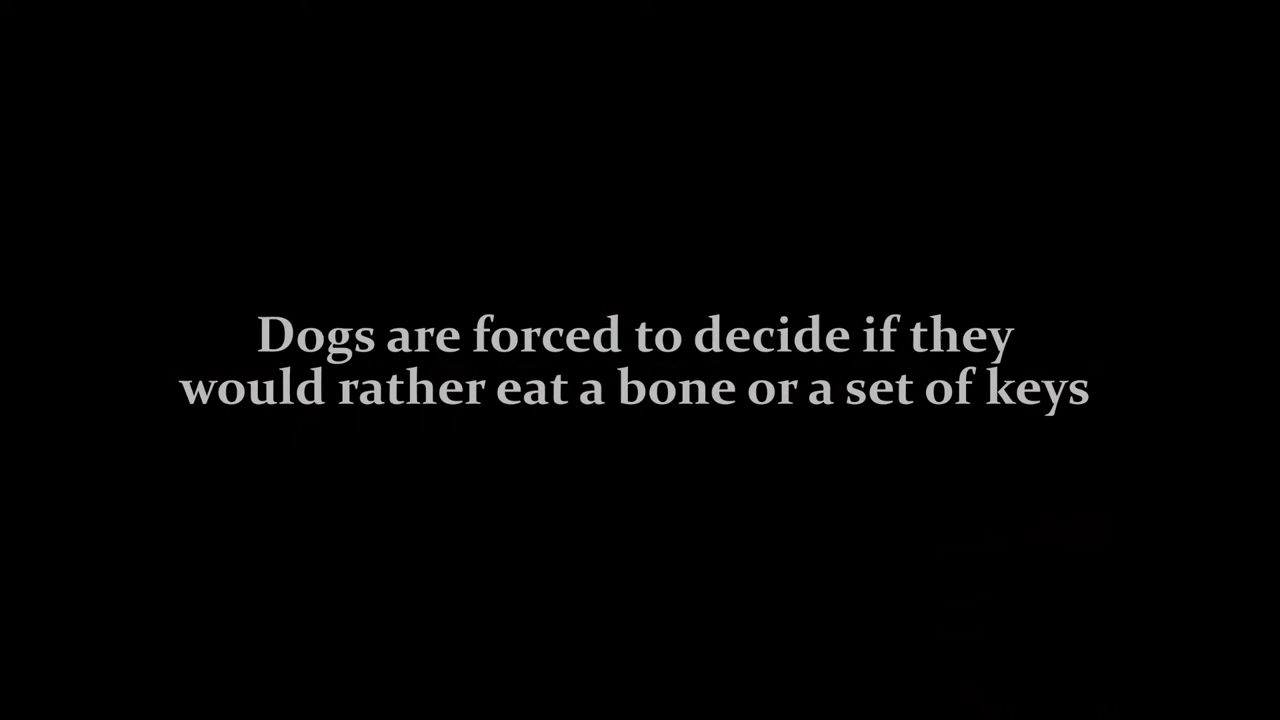 Dogs are forced to decide if they
would rather eat a bone or a set of keys